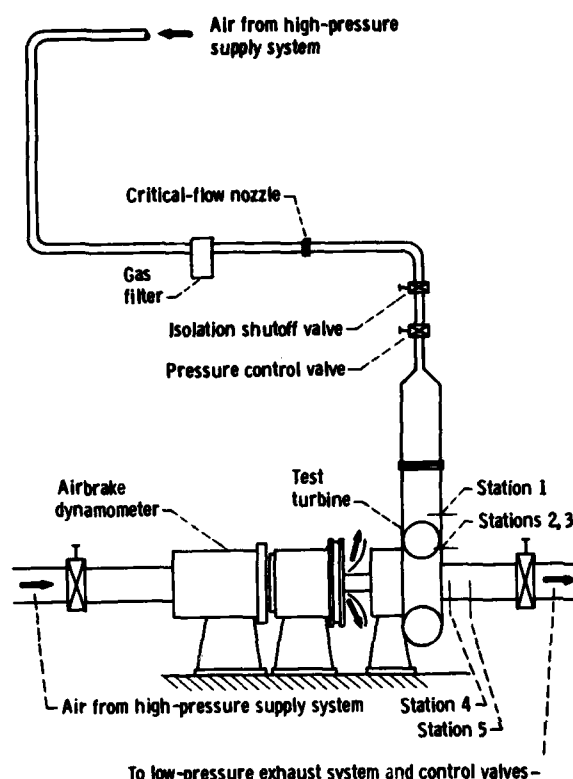 Air from high-pressure
supply system
Critical-flow nozzle
Gas
filter
Isolation shutoff valve
Pressure control valve
Test
turbine
Station 1
Airbrake
dynamometer
Stations 2, 3
Air from high-pressure supply system
Station 4
Station 5
To low-pressure exhaust system and control valves